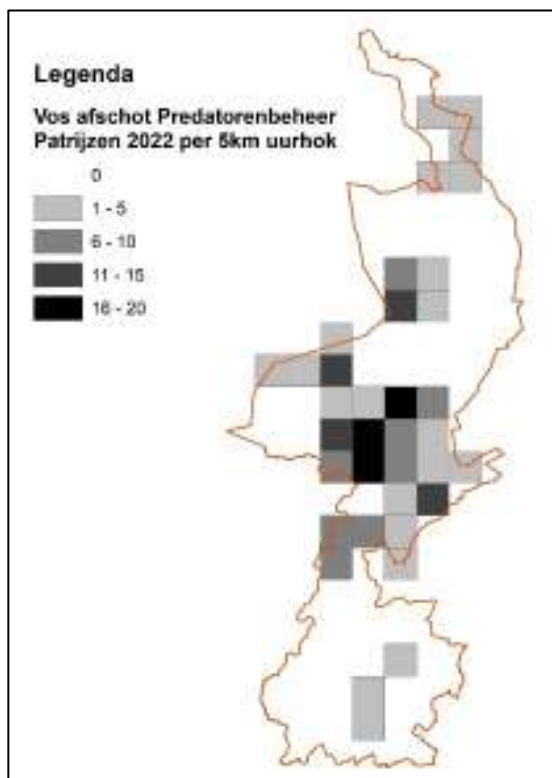 Legenda
Vos afschot Predatorenbeheer
Patrijzen 2022 per 5km uurhok
0
1 - 5
6 - 10
11 - 15
16 - 20